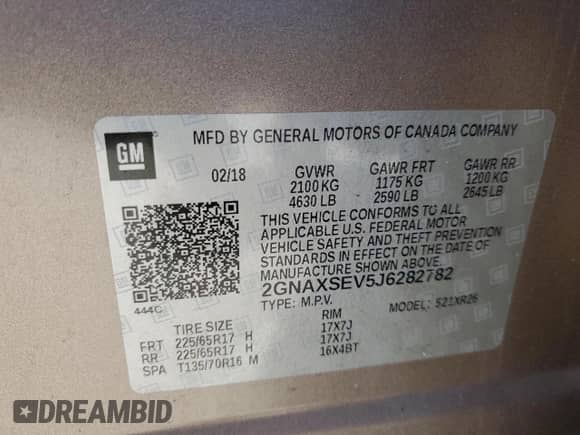 GM
MFD BY GENERAL MOTORS OF CANADA COMPANY
02/18 GVWR GAWR FRT GAWR RR
2100 KG 1175 KG 1200 KG
4630 LB 2590 LB 2645 LB
THIS VEHICLE CONFORMS TO ALL
APPLICABLE U.S. FEDERAL MOTOR
VEHICLE SAFETY AND THEFT PREVENTION
STANDARDS IN EFFECT ON THE DATE OF
MANUFACTURE SHOWN ABOVE.
2GNAXSEV5J6282782
TYPE: M.P.V. S21XR26
444C
TIRE SIZE RIM
FRT 225/65R17 H 17X7J
RR 225/65R17 H 17X7J
SPA T135/70R16 M 16X4BT
DREAMBID